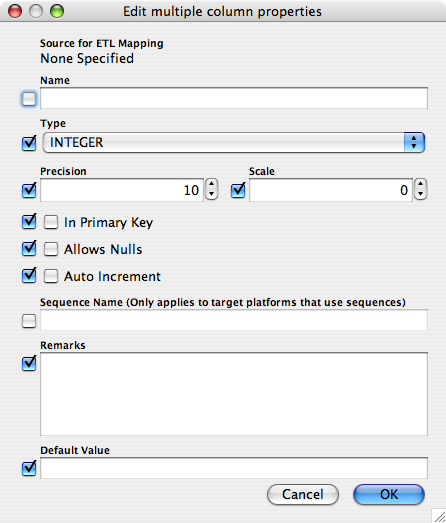 Edit multiple column properties
Source for ETL Mapping
None Specified
Name
Type
INTEGER
Precision Scale
10 0
In Primary Key
Allows Nulls
Auto Increment
Sequence Name (Only applies to target platforms that use sequences)
Remarks
Default Value
Cancel OK